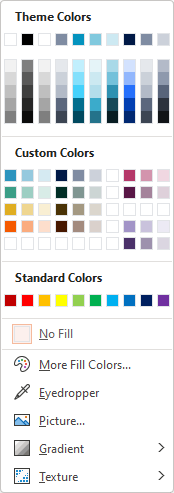 Theme Colors
Custom Colors
Standard Colors
No Fill
More Fill Colors...
Eyedropper
Picture...
Gradient
Texture